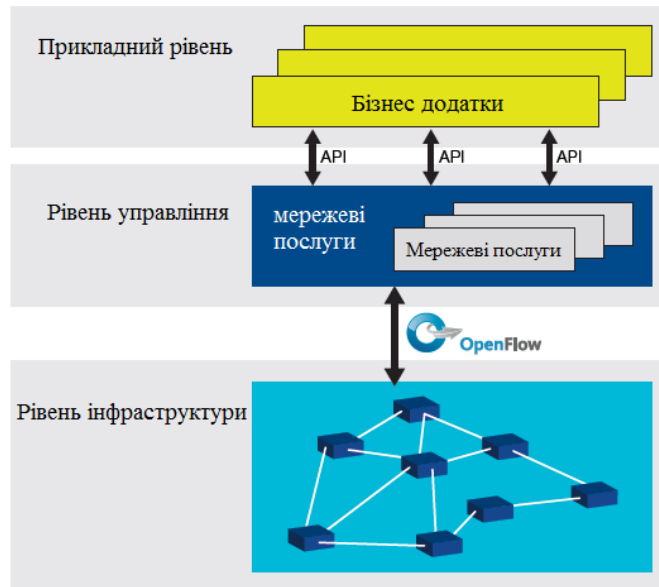 Прикладний рівень
Бізнес додатки
API
API
API
Рівень управління
мережеві
послуги
Мережеві послуги
OpenFlow
Рівень інфраструктури